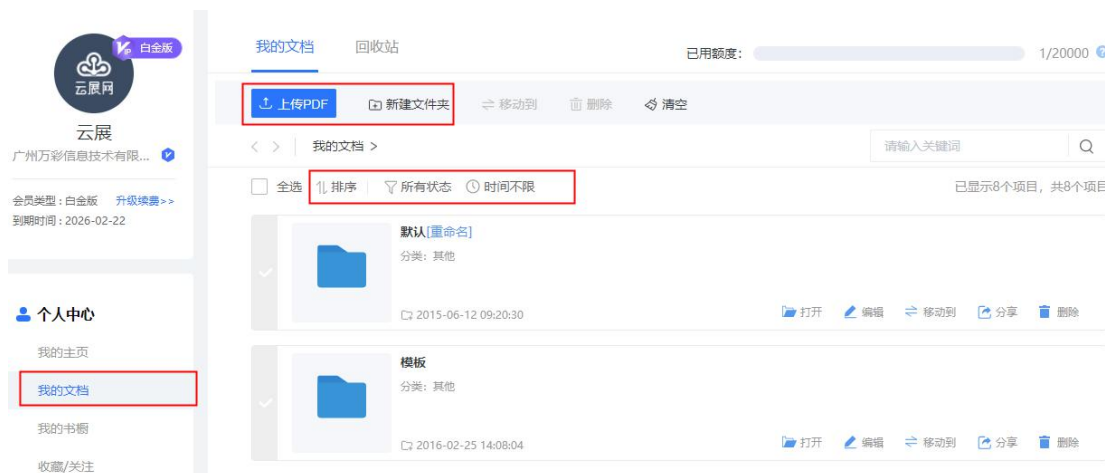 白金版
云展网
云展
广州万彩信息技术有限...
会员类型：白金版 升级续费>>
到期时间：2026-02-22
个人中心
我的主页
我的文档
我的书橱
收藏/关注
我的文档 回收站 已用额度： 1/20000
上传PDF 新建文件夹 移动到 删除 清空
< > 我的文档 > 请输入关键词
全选 排序 所有状态 时间不限 已显示8个项目，共8个项目
默认[重命名]
分类：其他
2015-06-12 09:20:30 打开 编辑 移动到 分享 删除
模板
分类：其他
2016-02-25 14:08:04 打开 编辑 移动到 分享 删除